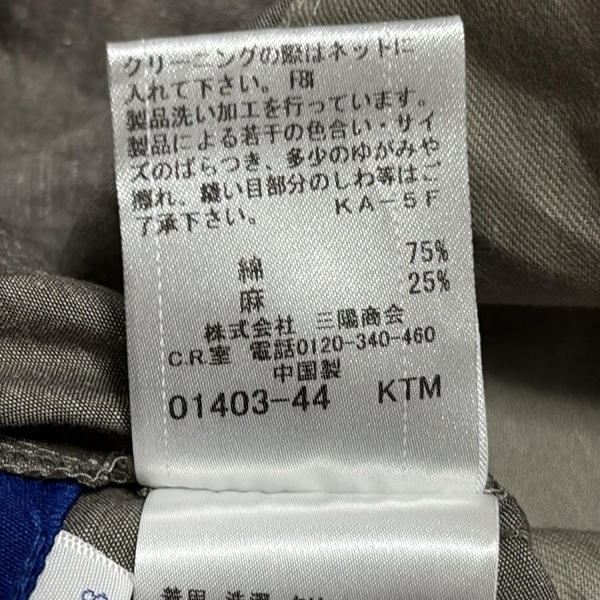 クリーニングの際はネットに
入れて下さい。 FBI
製品洗い加工を行っています。
製品による若干の色合い・サイ
ズのばらつき、多少のゆがみや
擦れ、縫い目部分のしわ等はご
了承下さい。 KA-5F
綿 75%
麻 25%
株式会社 三陽商会
C.R.室 電話0120-340-460
中国製
01403-44 KTM
着用